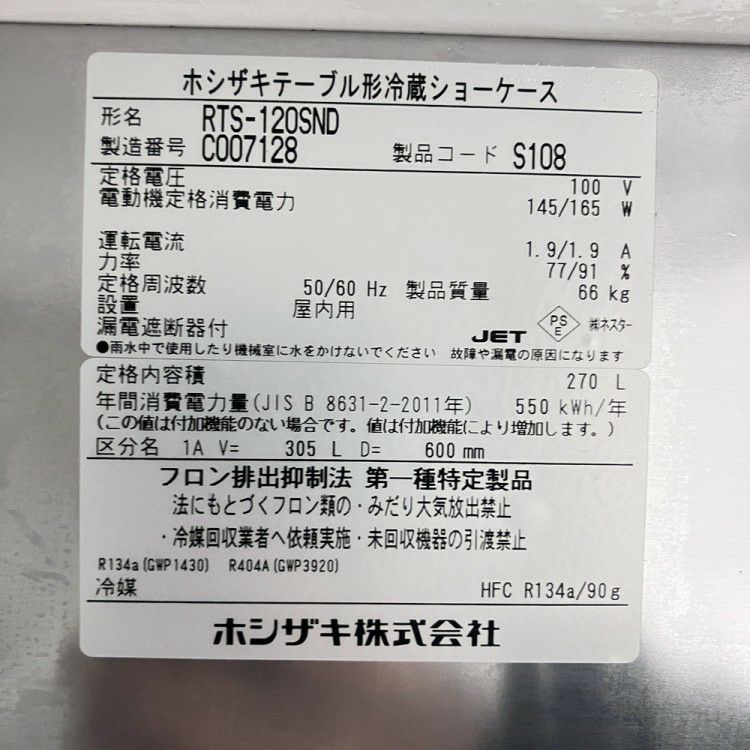 ホシザキテーブル形冷蔵ショーケース
形名 RTS-120SND
製造番号 C007128 製品コード S108
定格電圧 100 V
電動機定格消費電力 145/165 W
運転電流 1.9/1.9 A
力率 77/91 %
定格周波数 50/60 Hz 製品質量 66 kg
設置 屋内用
漏電遮断器付 JET PSE ㈱ネスター
●雨水中で使用したり機械室に水をかけないでください 故障や漏電の原因になります
定格内容積 270 L
年間消費電力量(JIS B 8631-2-2011年) 550 kWh/年
(この値は付加機能のない場合です。値は付加機能により増加します。)
区分名 1A V= 305 L D= 600 mm
フロン排出抑制法 第一種特定製品
法にもとづくフロン類の・みだり大気放出禁止
・冷媒回収業者へ依頼実施・未回収機器の引渡禁止
R134a(GWP1430) R404A(GWP3920)
冷媒 HFC R134a/90g
ホシザキ株式会社